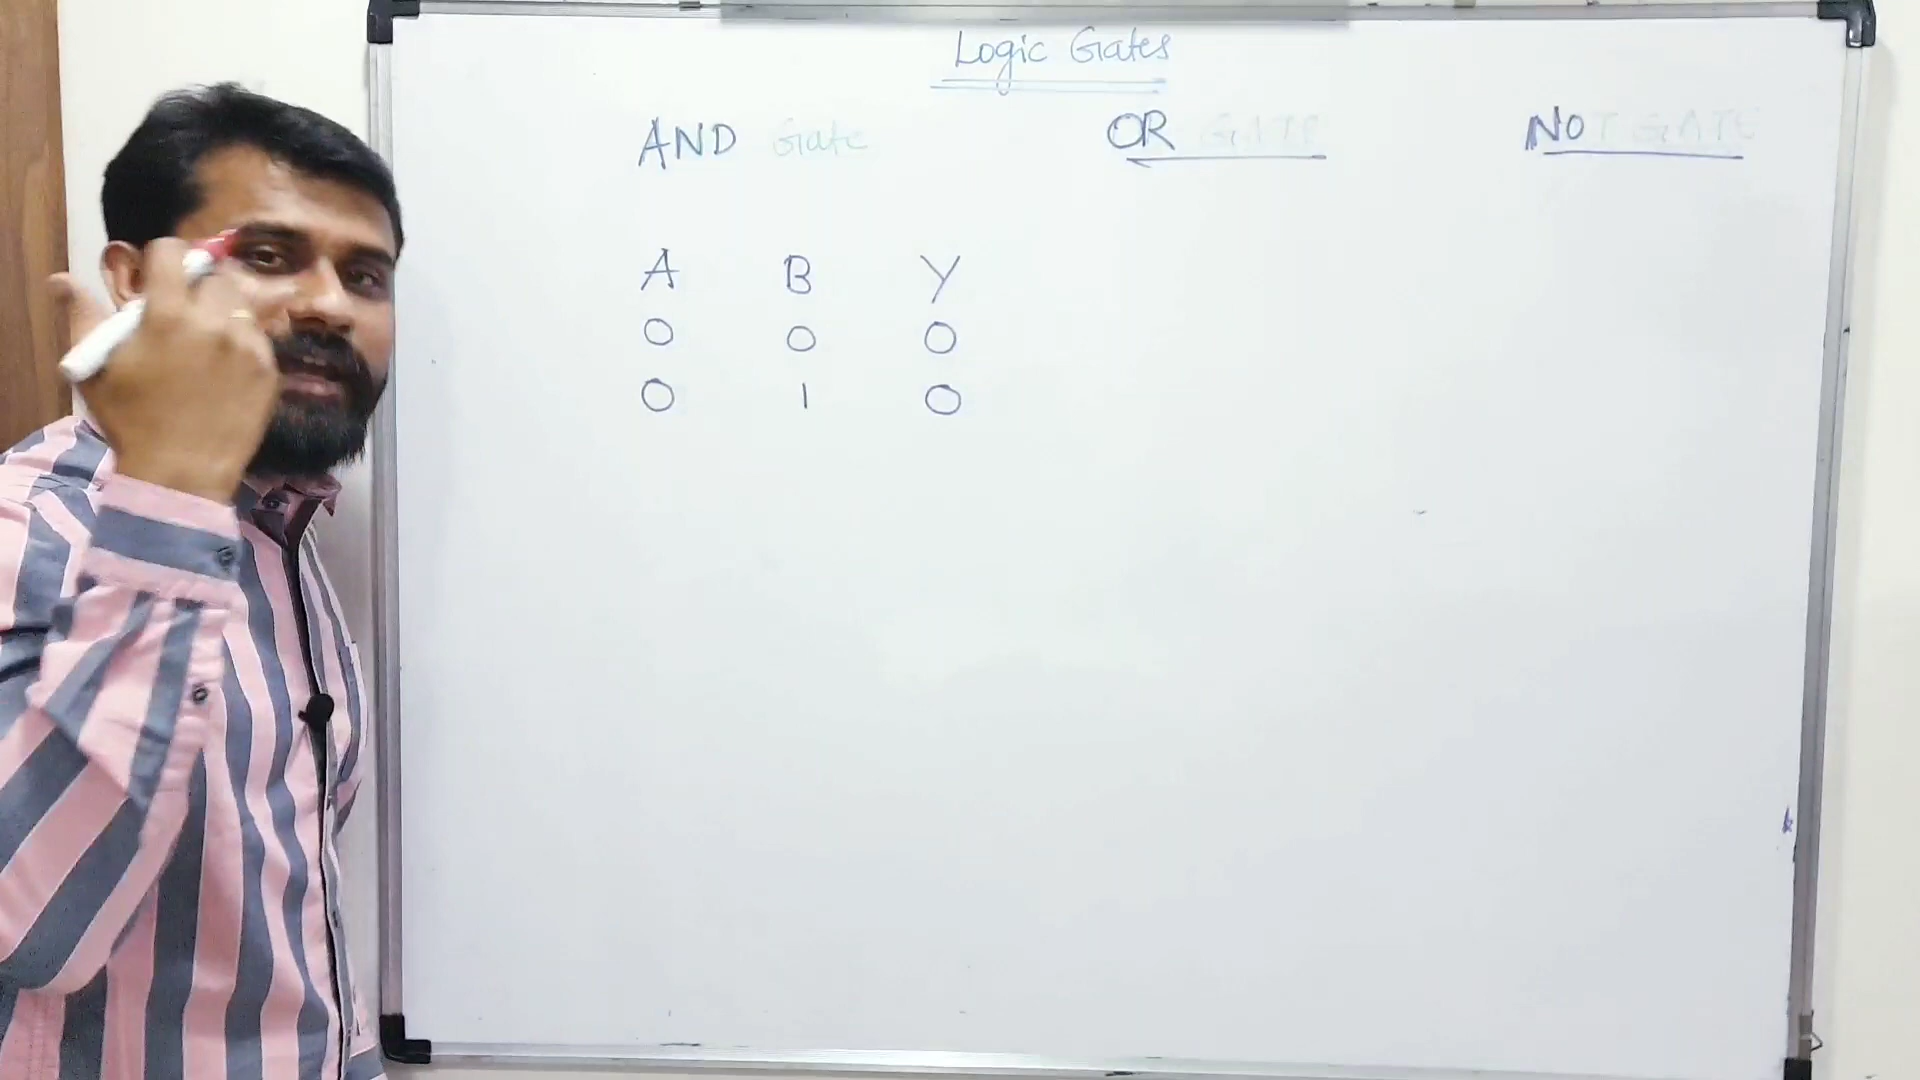 Logic Gates
AND Gate OR GATE NOT GATE
A B Y
0 0 0
0 1 0